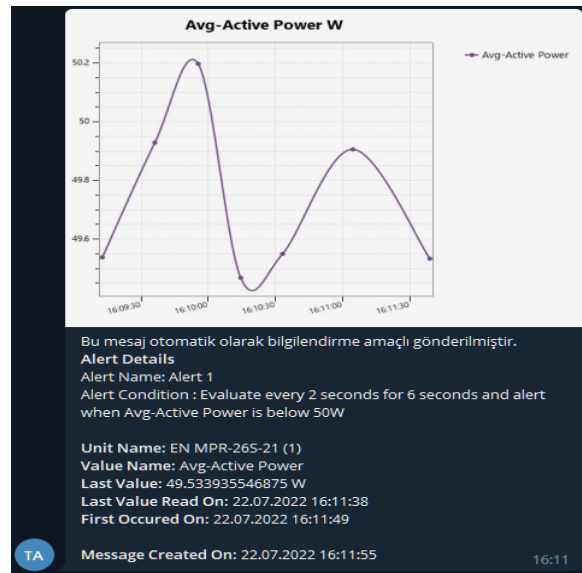 Avg-Active Power W
Avg-Active Power
50.2
50
49.8
49.6
16:09:30
16:10:00
16:10:30
16:11:00
16:11:30
Bu mesaj otomatik olarak bilgilendirme amaçlı gönderilmiştir.
Alert Details
Alert Name: Alert 1
Alert Condition : Evaluate every 2 seconds for 6 seconds and alert
when Avg-Active Power is below 50W
Unit Name: EN MPR-26S-21 (1)
Value Name: Avg-Active Power
Last Value: 49.533935546875 W
Last Value Read On: 22.07.2022 16:11:38
First Occured On: 22.07.2022 16:11:49
Message Created On: 22.07.2022 16:11:55
TA
16:11